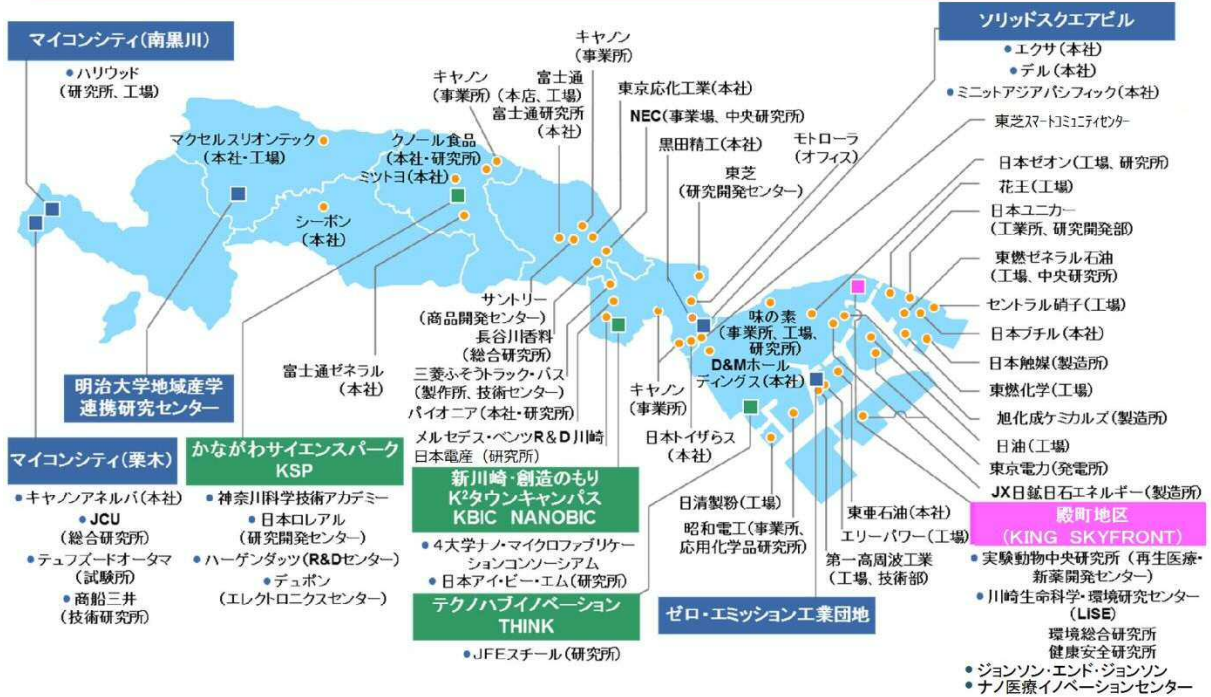 マイコンシティ(南黒川)
●ハリウッド
(研究所、工場)
ソリッドスクエアビル
●エクサ(本社)
●デル(本社)
●ミニットアジアパシフィック(本社)
キヤノン
(事業所)
キヤノン
(事業所)
富士通
(本店、工場)
富士通研究所
(本社)
東京応化工業(本社)
NEC(事業場、中央研究所)
黒田精工(本社)
モトローラ
(オフィス)
東芝
(研究開発センター)
東芝スマートコミュニティセンター
日本ゼオン(工場、研究所)
花王(工場)
日本ユニカー
(工業所、研究開発部)
東燃ゼネラル石油
(工場、中央研究所)
セントラル硝子(工場)
日本ブチル(本社)
日本触媒(製造所)
東燃化学(工場)
旭化成ケミカルズ(製造所)
日油(工場)
東京電力(発電所)
JX日鉱日石エネルギー(製造所)
マクセルスリオンテック
(本社・工場)
クノール食品
(本社・研究所)
ミツトヨ(本社)
シーボン
(本社)
サントリー
(商品開発センター)
長谷川香料
(総合研究所)
三菱ふそうトラック・バス
(製作所、技術センター)
パイオニア(本社・研究所)
メルセデス・ベンツR&D川崎
日本電産(研究所)
富士通ゼネラル
(本社)
キヤノン
(事業所)
日本トイザらス
(本社)
味の素
(事業所、工場、
研究所)
D&Mホール
ディングス(本社)
日清製粉(工場)
昭和電工(事業所、
応化学品研究所)
東亜石油(本社)
エリーパワー(工場)
第一高周波工業
(工場、技術部)
明治大学地域産学
連携研究センター
マイコンシティ(栗木)
●キヤノンアネルバ(本社)
●JCU
(総合研究所)
●テュフズードオータマ
(試験所)
●商船三井
(技術研究所)
かながわサイエンスパーク
KSP
●神奈川科学技術アカデミー
●日本ロレアル
(研究開発センター)
●ハーゲンダッツ(R&Dセンター)
●デュポン
(エレクトロニクスセンター)
新川崎・創造のもり
K²タウンキャンパス
KBIC NANOBIC
●4大学ナノ・マイクロファブリケー
ションコンソーシアム
●日本アイ・ビー・エム(研究所)
テクノハブイノベーション
THINK
●JFEスチール(研究所)
ゼロ・エミッション工業団地
殿町地区
(KING SKYFRONT)
●実験動物中央研究所(再生医療・
新薬開発センター)
●川崎生命科学・環境研究センター
(LiSE)
環境総合研究所
健康安全研究所
●ジョンソン・エンド・ジョンソン
●ナノ医療イノベーションセンター